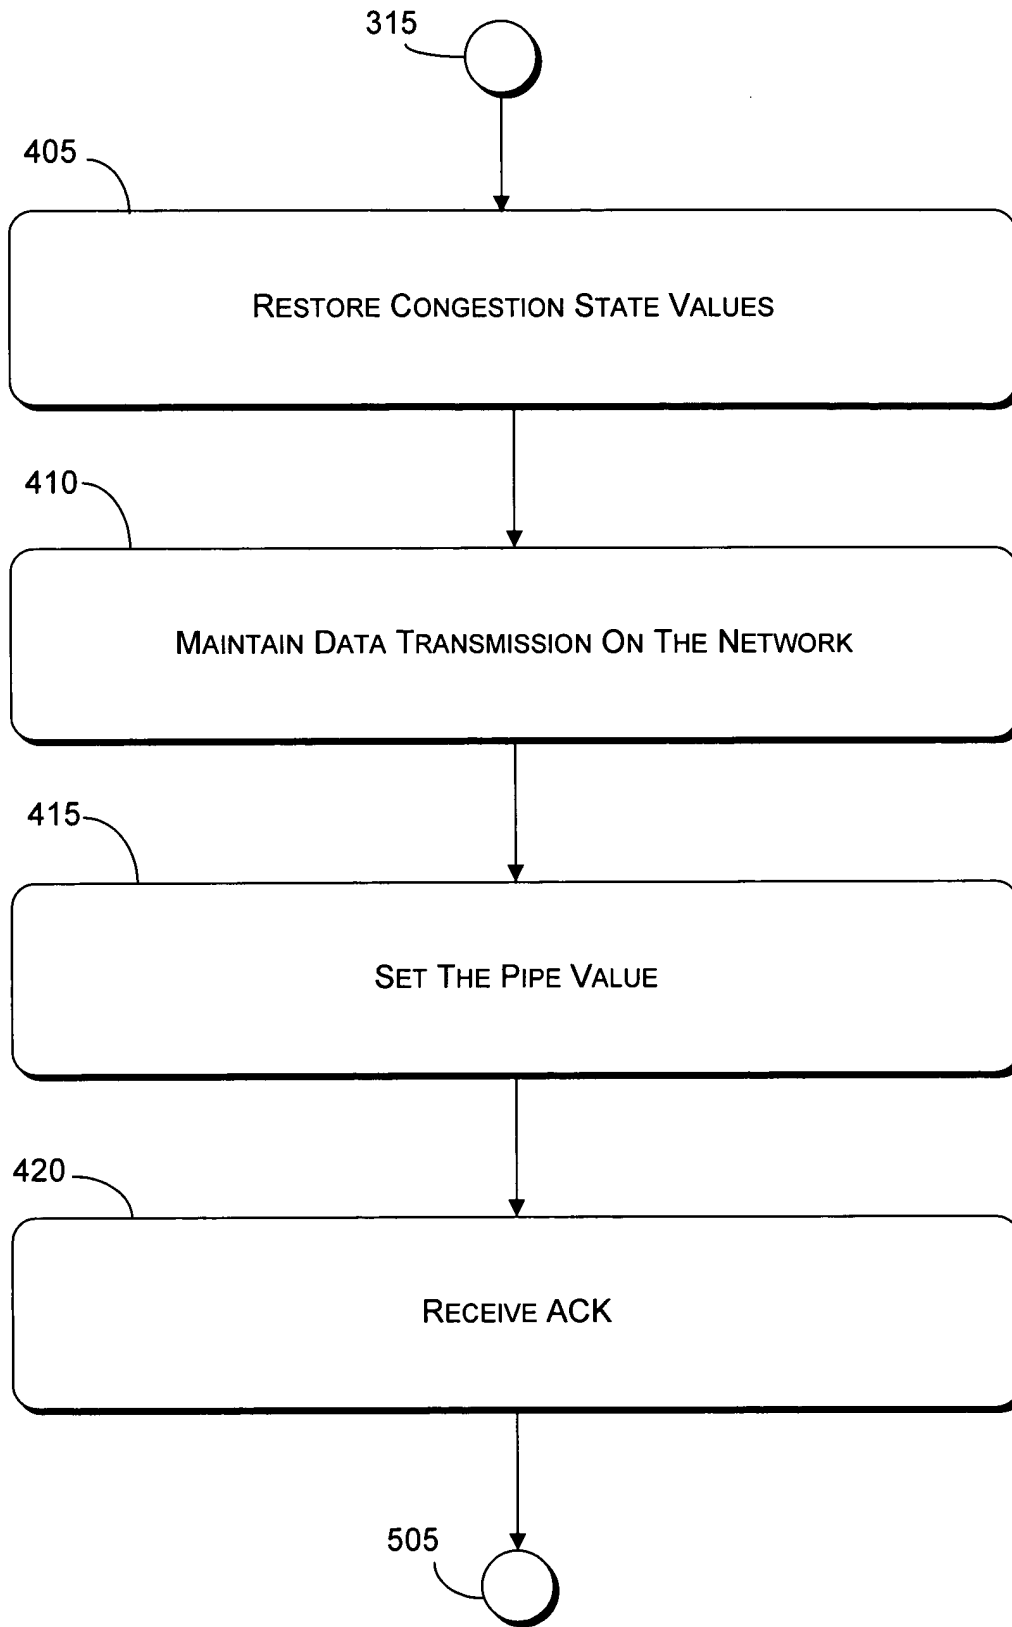 315
405
RESTORE CONGESTION STATE VALUES
410
MAINTAIN DATA TRANSMISSION ON THE NETWORK
415
SET THE PIPE VALUE
420
RECEIVE ACK
505